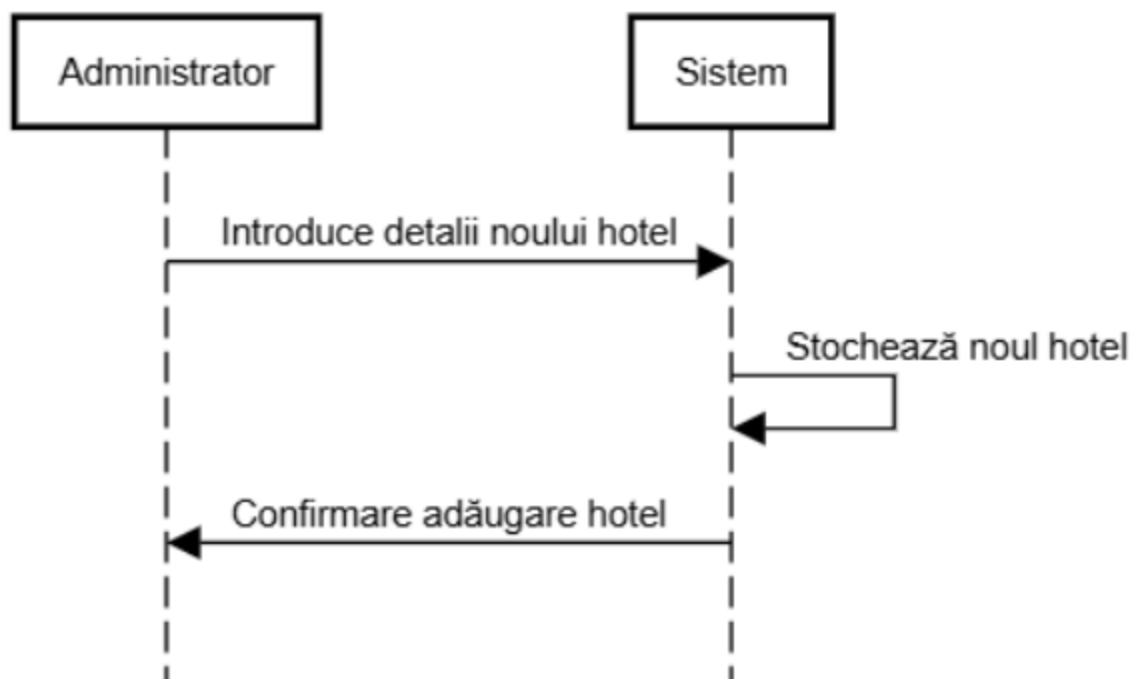 Administrator
Sistem
Introduce detalii noului hotel
Stochează noul hotel
Confirmare adăugare hotel